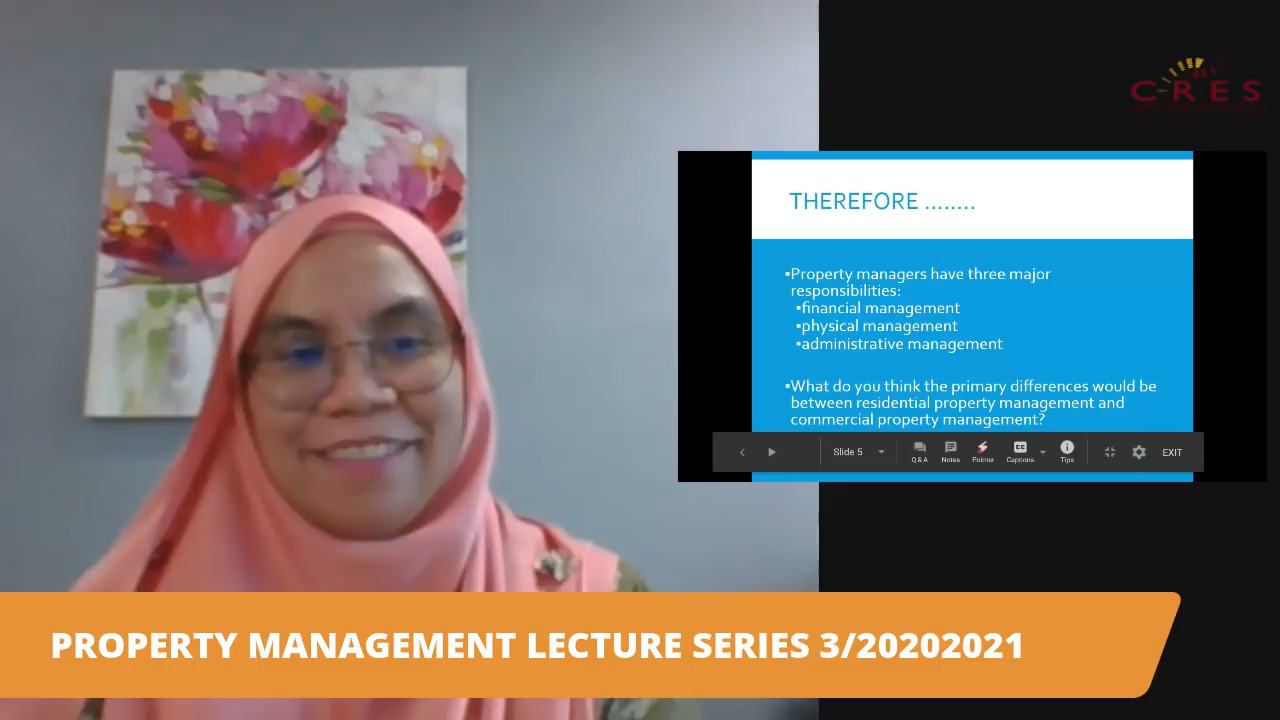 CRES
THEREFORE ........
▪Property managers have three major
responsibilities:
▪financial management
▪physical management
▪administrative management
▪What do you think the primary differences would be
between residential property management and
commercial property management?
Slide 5
Q & A
Notes
Pointer
CC
Captions
Tips
EXIT
PROPERTY MANAGEMENT LECTURE SERIES 3/20202021